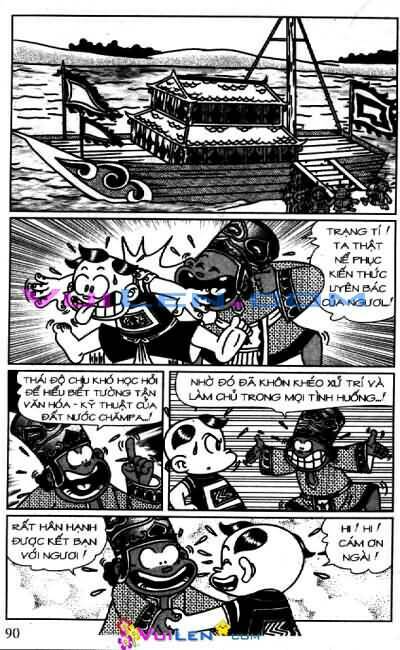 TRẠNG TÍ!
TA THẬT
NỂ PHỤC
KIẾN THỨC
UYÊN BÁC
CỦA NGƯƠI...!
VUILEN.COM
THÁI ĐỘ CHỊU KHÓ HỌC HỎI
ĐỂ HIỂU BIẾT TƯỜNG TẬN
VĂN HÓA - KỸ THUẬT CỦA
ĐẤT NƯỚC CHĂMPA...!
NHỜ ĐÓ ĐÃ KHÔN KHÉO XỬ TRÍ VÀ
LÀM CHỦ TRONG MỌI TÌNH HUỐNG...!
RẤT HÂN HẠNH
ĐƯỢC KẾT BẠN
VỚI NGƯƠI!
HI! HI!
CÁM ƠN
NGÀI!
90
VUILEN.COM